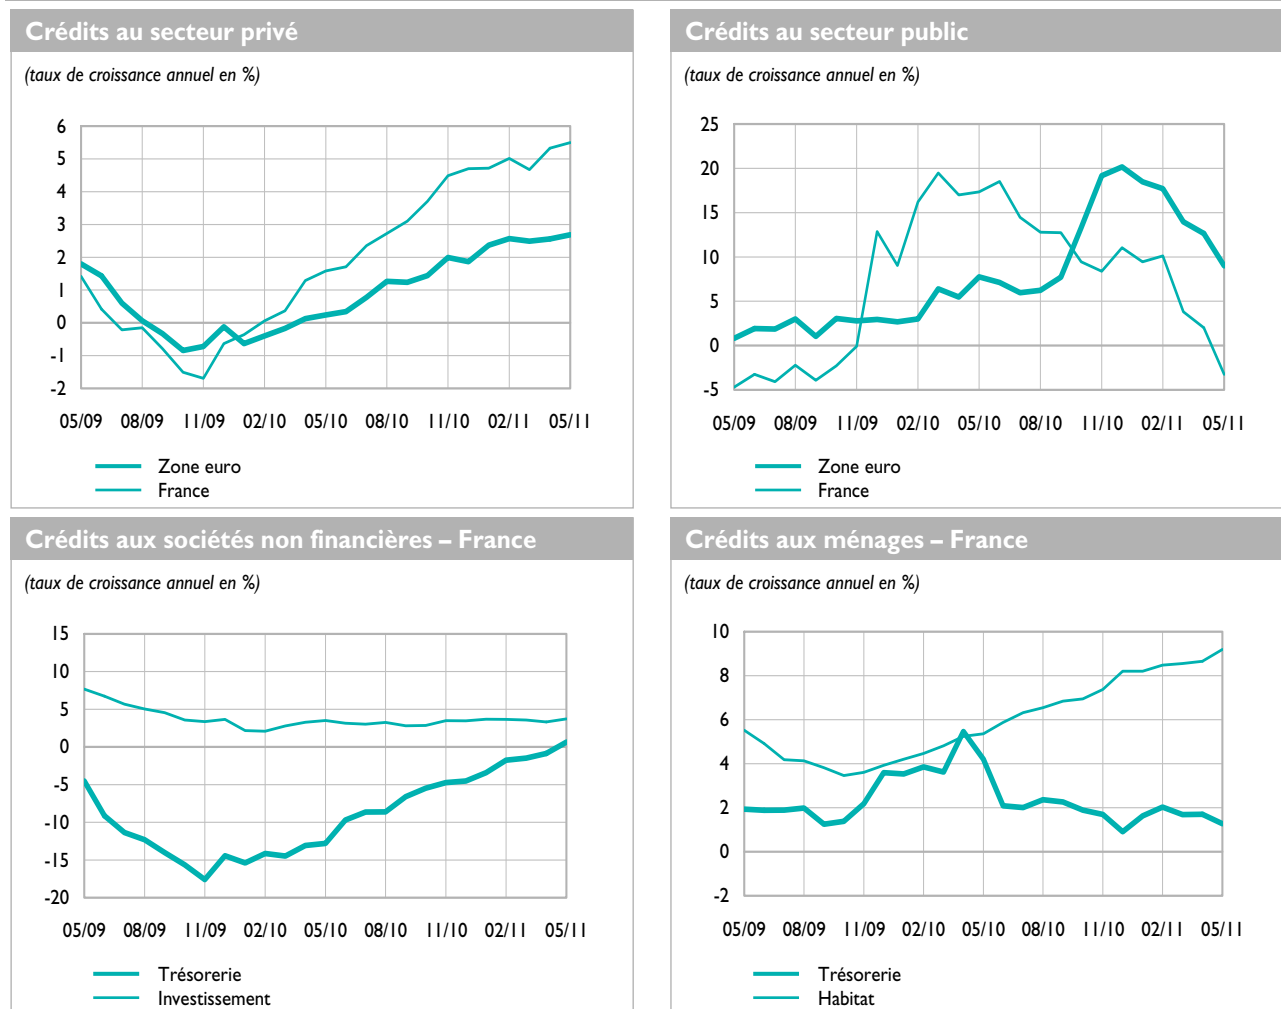 Crédits au secteur privé
(taux de croissance annuel en %)
6
5
4
3
2
1
0
-1
-2
05/09 08/09 11/09 02/10 05/10 08/10 11/10 02/11 05/11
Zone euro
France
Crédits au secteur public
(taux de croissance annuel en %)
25
20
15
10
5
0
-5
05/09 08/09 11/09 02/10 05/10 08/10 11/10 02/11 05/11
Zone euro
France
Crédits aux sociétés non financières – France
(taux de croissance annuel en %)
15
10
5
0
-5
-10
-15
-20
05/09 08/09 11/09 02/10 05/10 08/10 11/10 02/11 05/11
Trésorerie
Investissement
Crédits aux ménages – France
(taux de croissance annuel en %)
10
8
6
4
2
0
-2
05/09 08/09 11/09 02/10 05/10 08/10 11/10 02/11 05/11
Trésorerie
Habitat